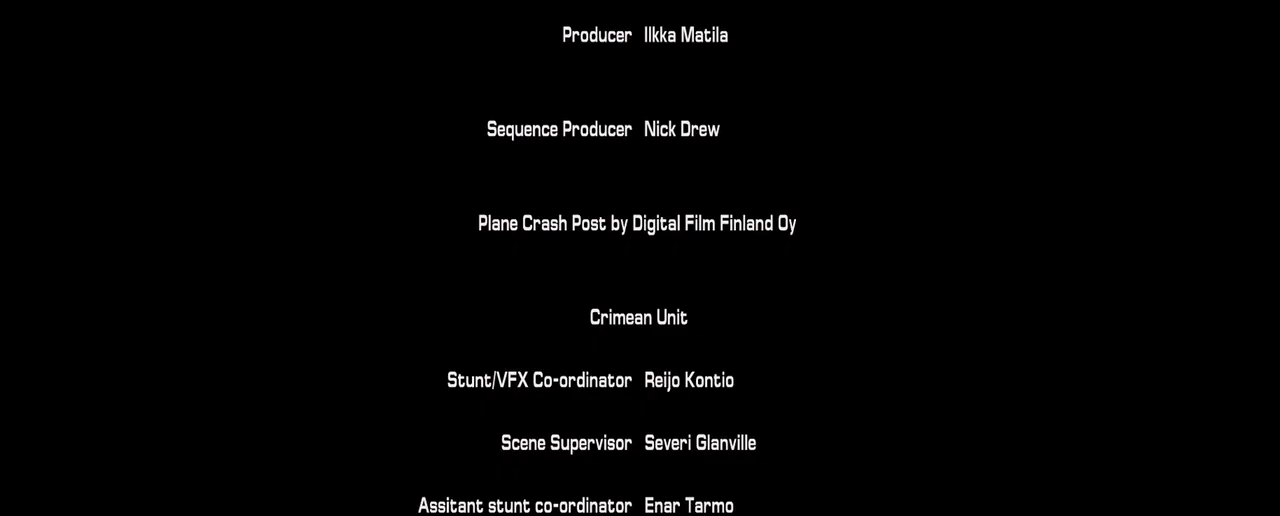 Producer Ilkka Matila
Sequence Producer Nick Drew
Plane Crash Post by Digital Film Finland Oy
Crimean Unit
Stunt/VFX Co-ordinator Reijo Kontio
Scene Supervisor Severi Glanville
Assitant stunt co-ordinator Enar Tarmo